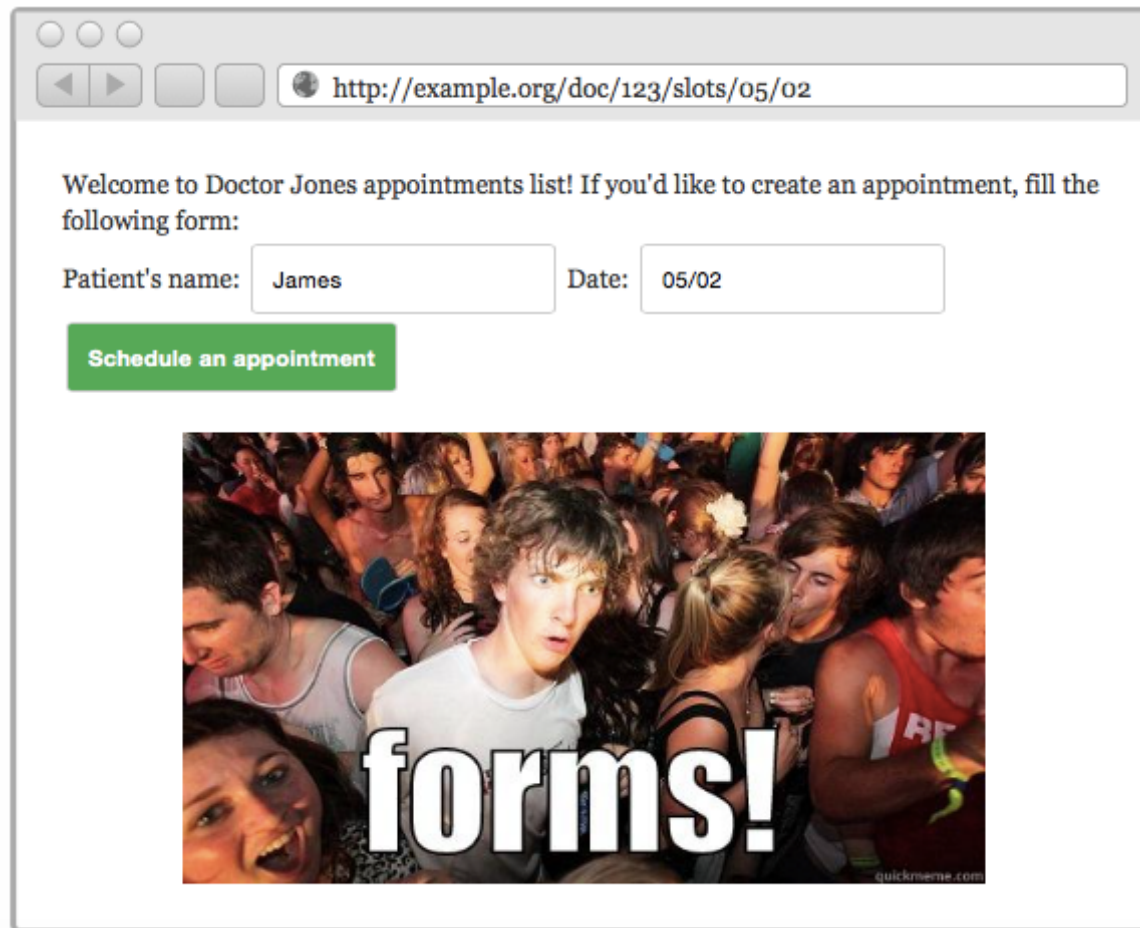 http://example.org/doc/123/slots/05/02
Welcome to Doctor Jones appointments list! If you'd like to create an appointment, fill the
following form:
Patient's name: James Date: 05/02
Schedule an appointment
forms!
quickmeme.com